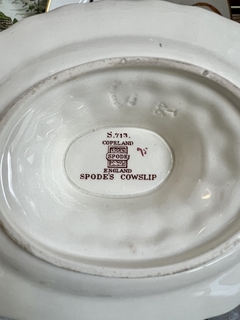 S.713.
COPELAND
SPODE
ENGLAND
SPODE'S COWSLIP